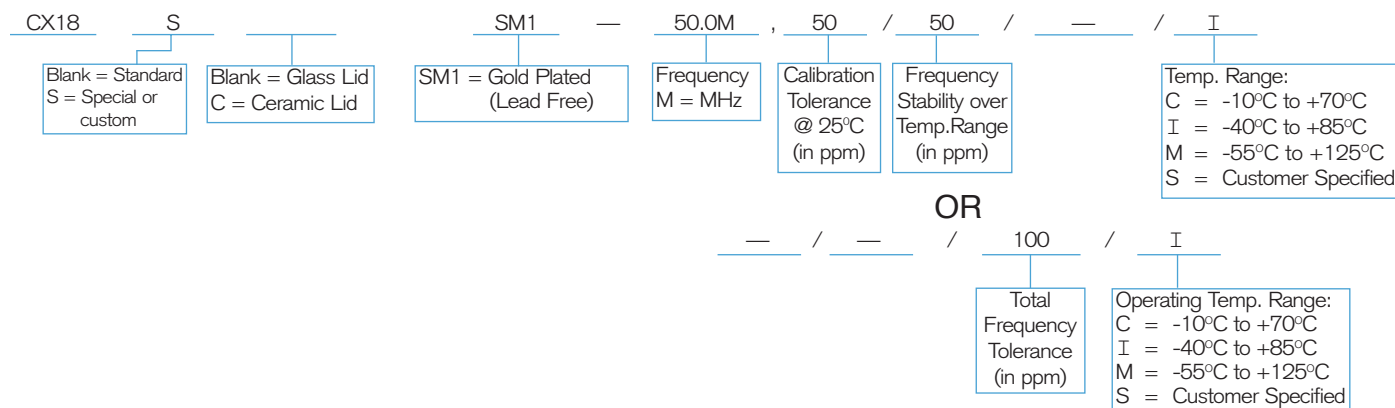 CX18 S SM1 — 50.0M , 50 / 50 / — / I
Blank = Standard
S = Special or
custom
Blank = Glass Lid
C = Ceramic Lid
SM1 = Gold Plated
(Lead Free)
Frequency
M = MHz
Calibration
Tolerance
@ 25°C
(in ppm)
Frequency
Stability over
Temp.Range
(in ppm)
Temp. Range:
C = -10°C to +70°C
I = -40°C to +85°C
M = -55°C to +125°C
S = Customer Specified
OR
— / — / 100 / I
Total
Frequency
Tolerance
(in ppm)
Operating Temp. Range:
C = -10°C to +70°C
I = -40°C to +85°C
M = -55°C to +125°C
S = Customer Specified